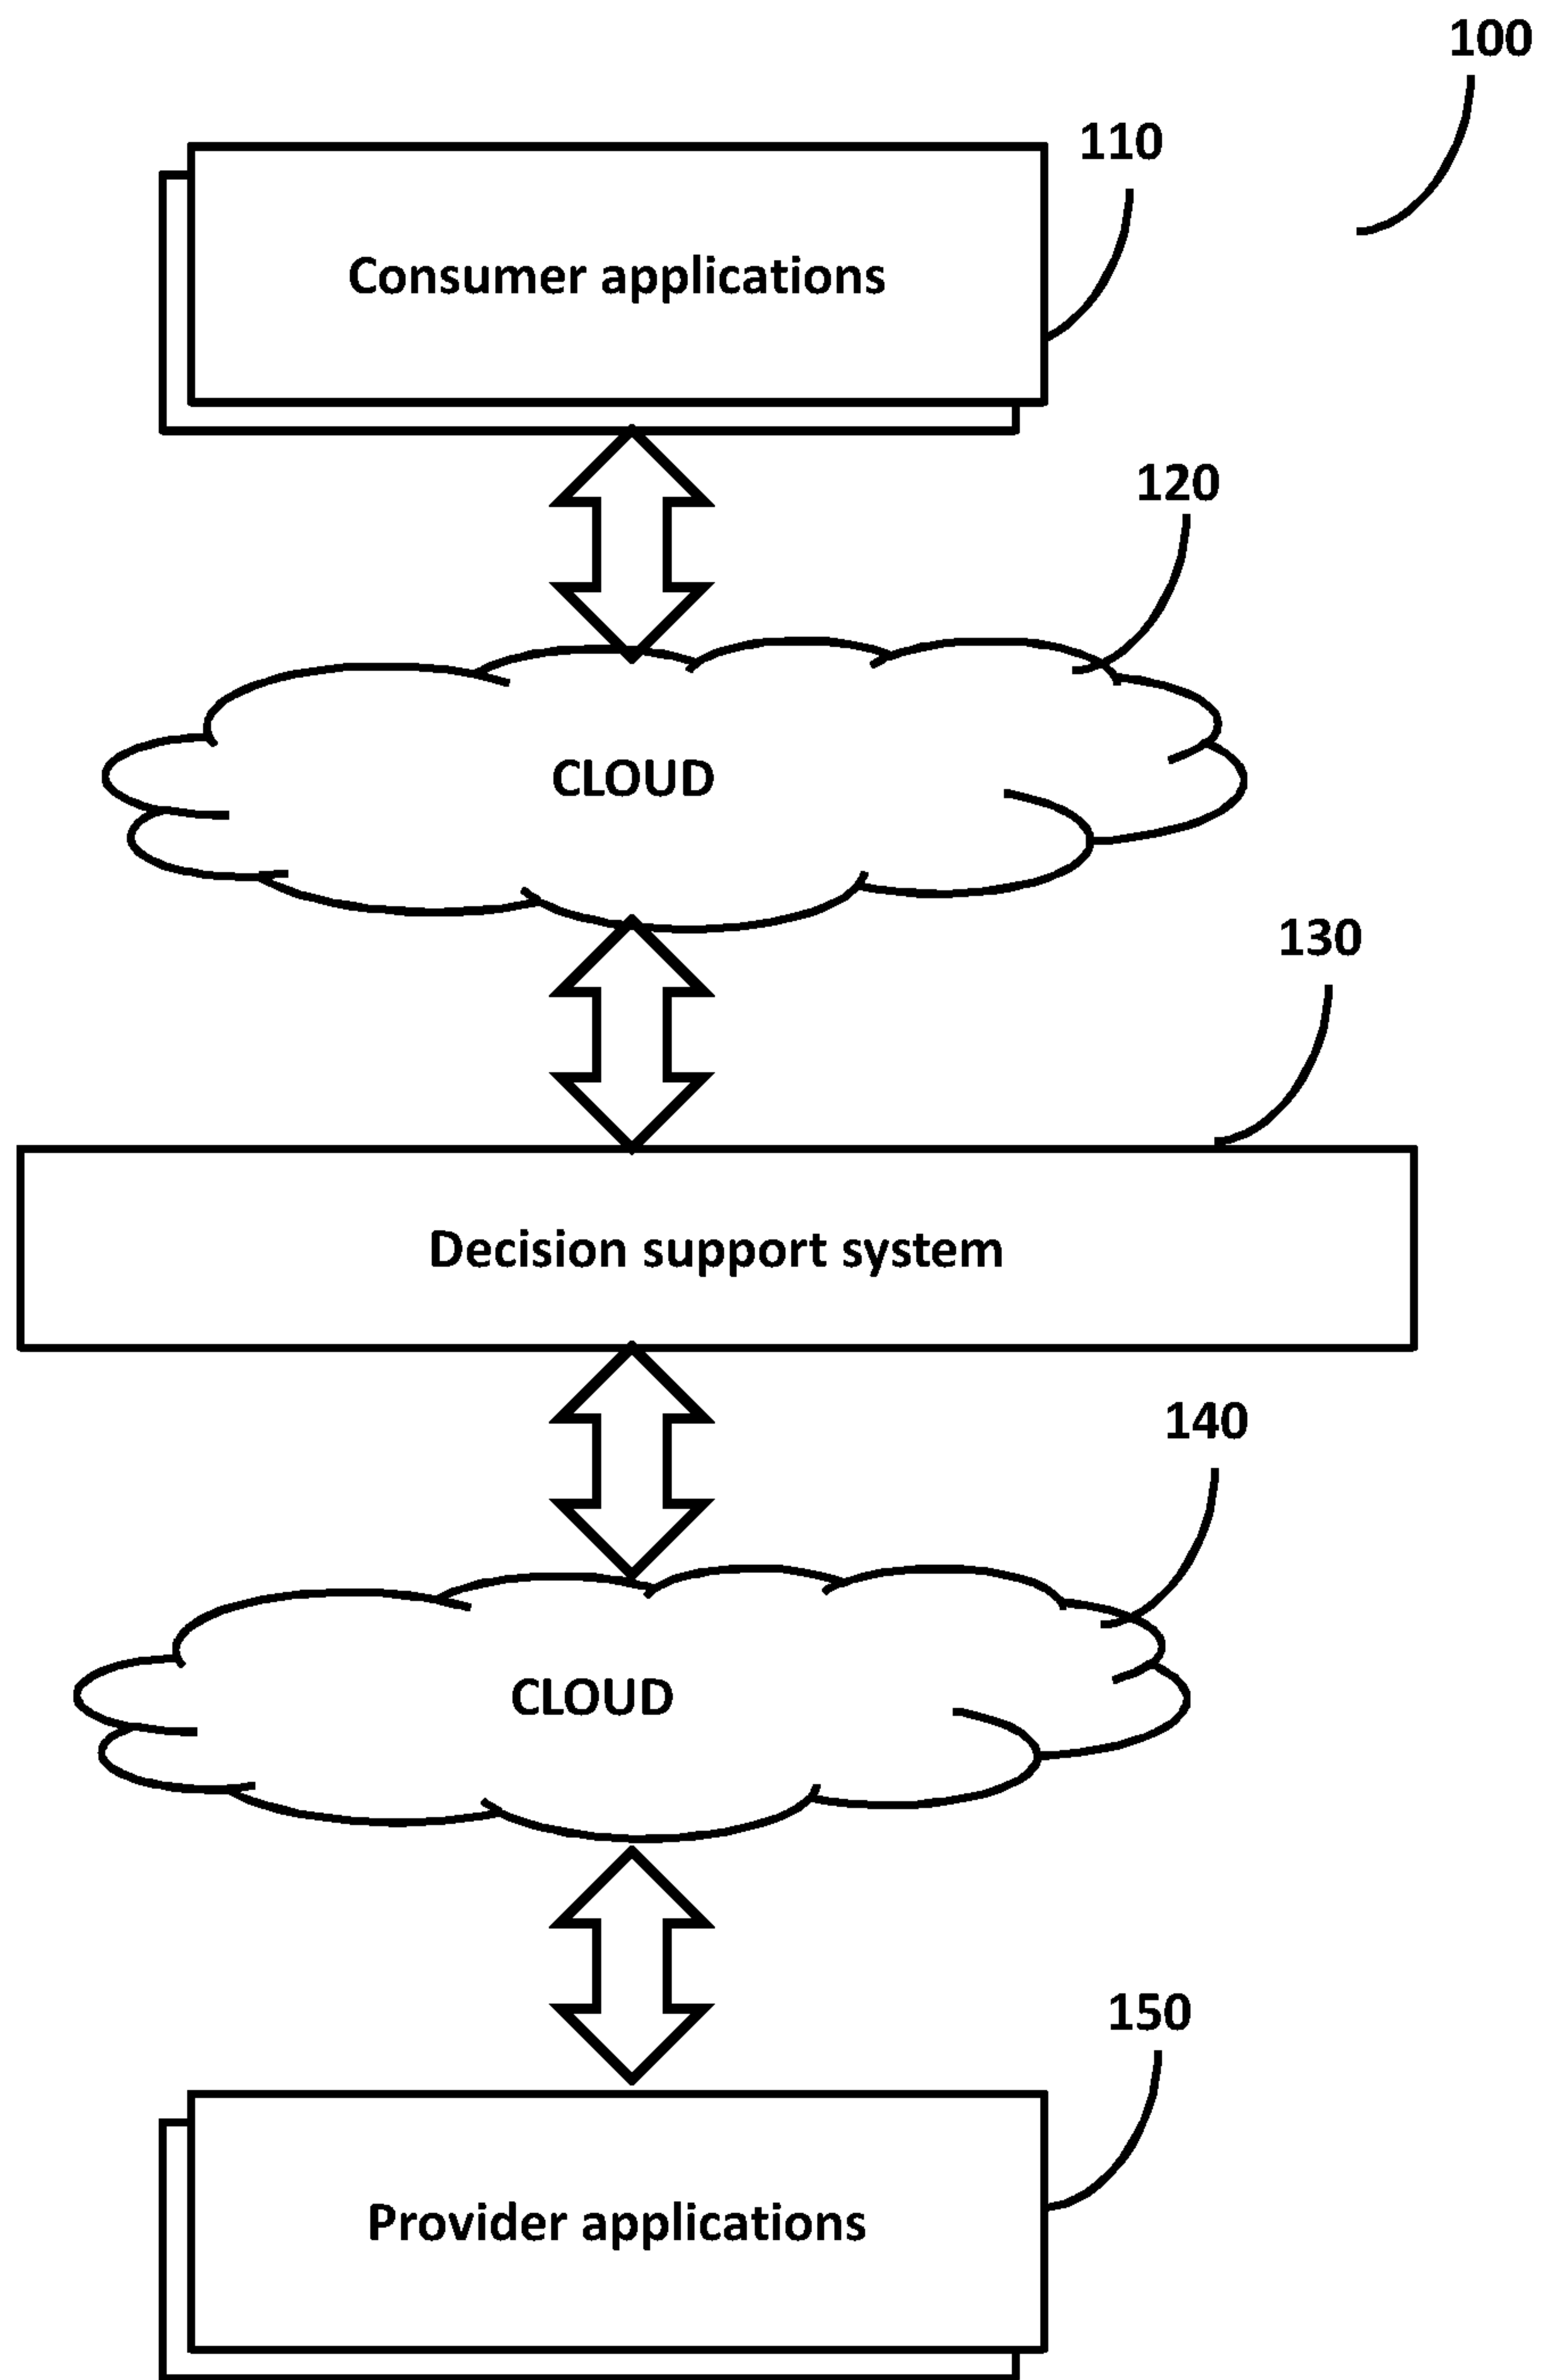 100
110
Consumer applications
120
CLOUD
130
Decision support system
140
CLOUD
150
Provider applications